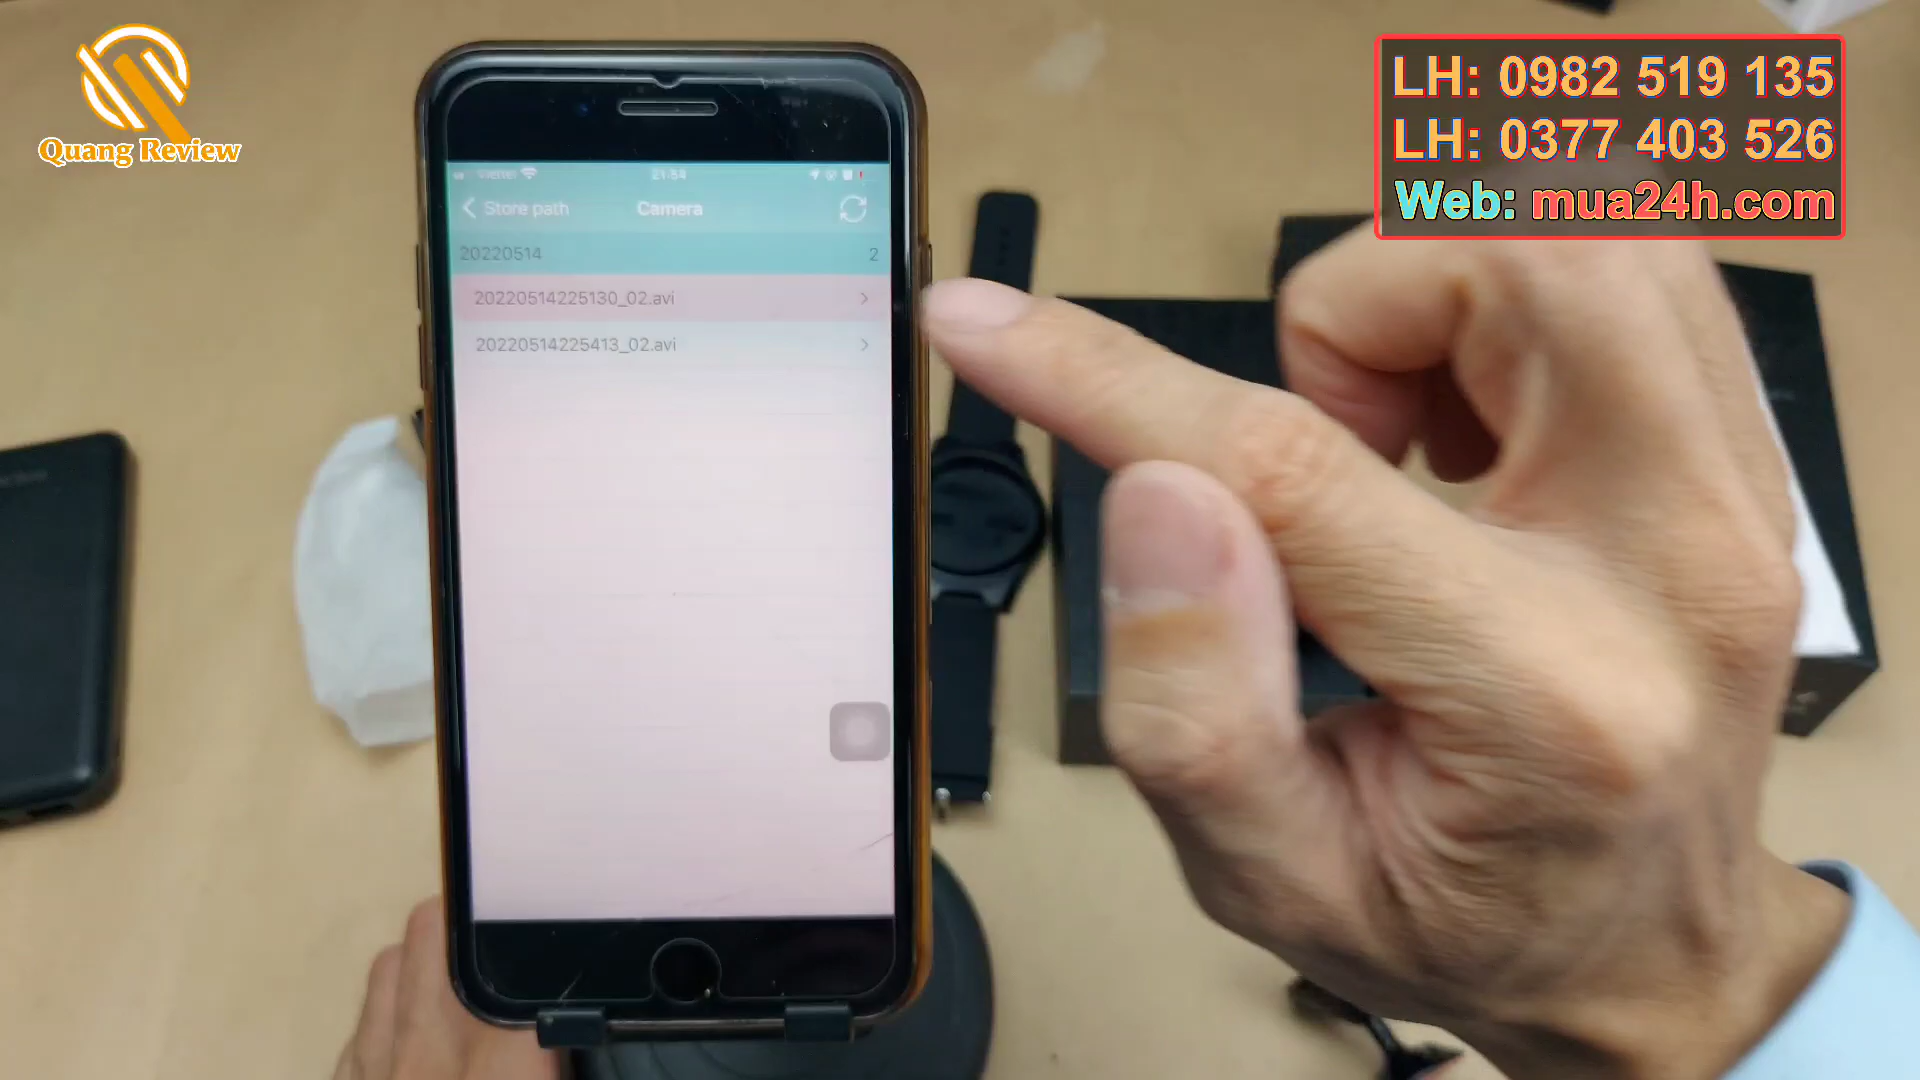 Quang Review
LH: 0982 519 135
LH: 0377 403 526
Web: mua24h.com
Viettel
21:54
Store path
Camera
20220514
2
20220514225130_02.avi
20220514225413_02.avi